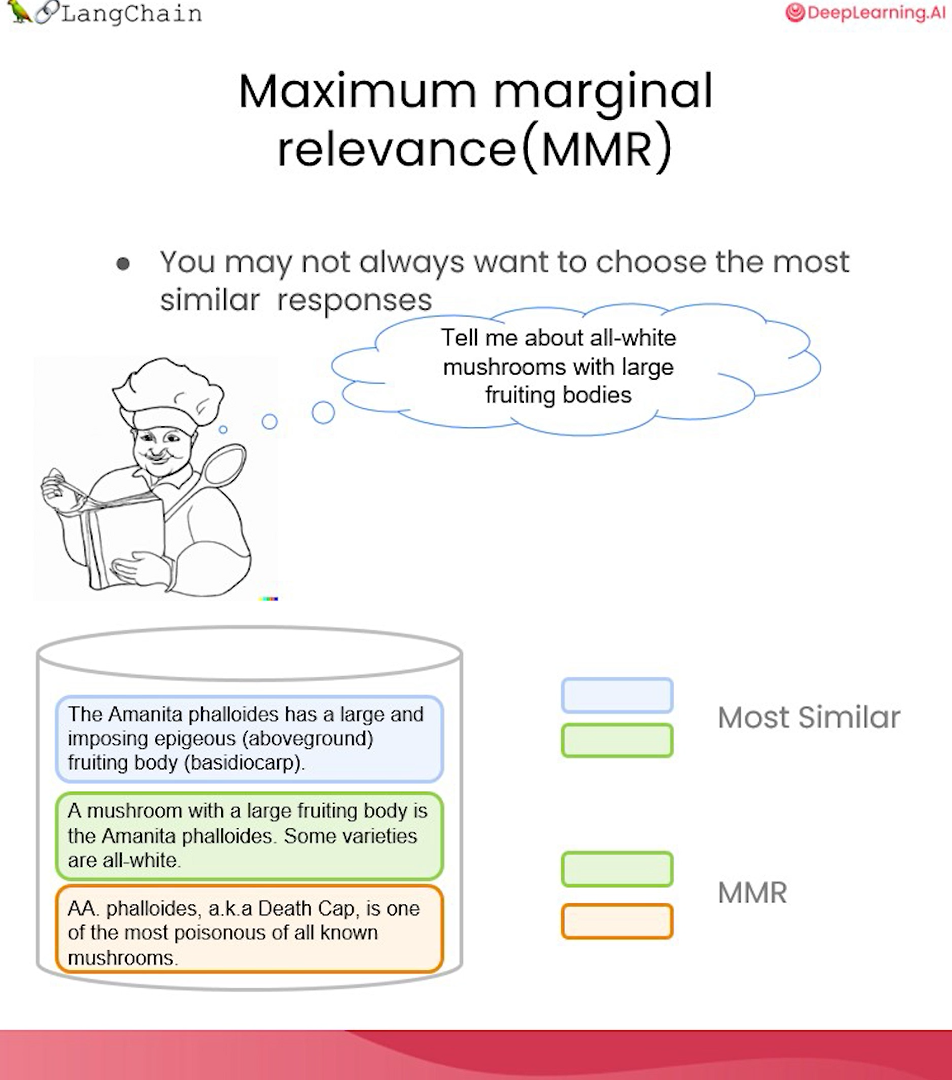 LangChain
DeepLearning.AI
Maximum marginal
relevance(MMR)
● You may not always want to choose the most
similar responses
Tell me about all-white
mushrooms with large
fruiting bodies
The Amanita phalloides has a large and
imposing epigeous (aboveground)
fruiting body (basidiocarp).
A mushroom with a large fruiting body is
the Amanita phalloides. Some varieties
are all-white.
AA. phalloides, a.k.a Death Cap, is one
of the most poisonous of all known
mushrooms.
Most Similar
MMR